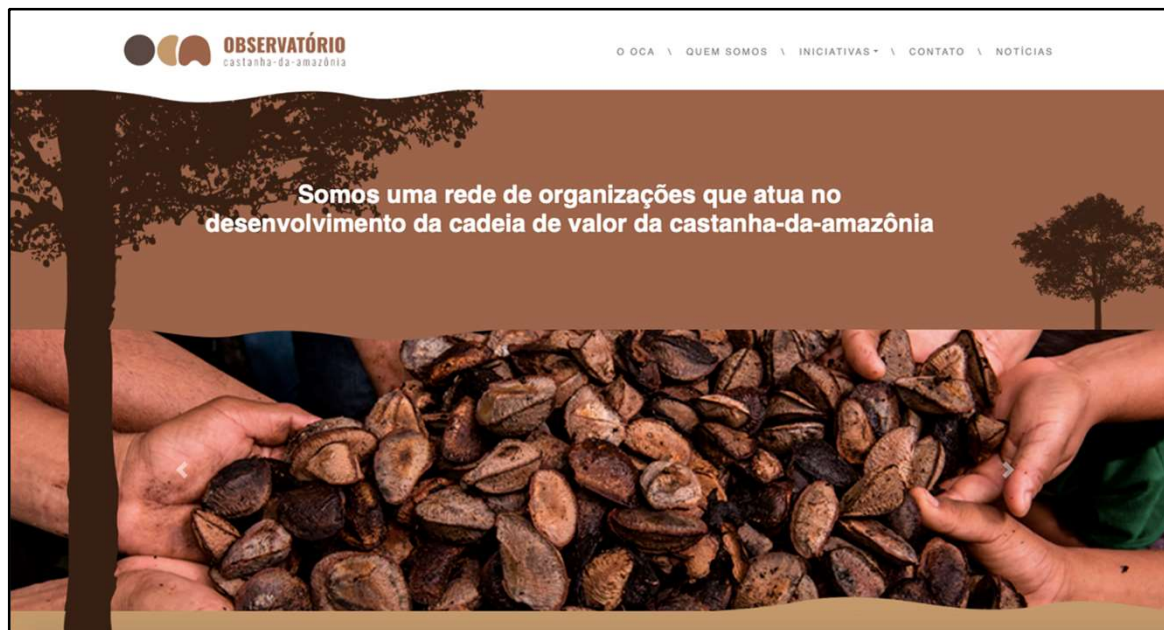 OCA OBSERVATÓRIO
castanha-da-amazônia
O OCA \ QUEM SOMOS \ INICIATIVAS \ CONTATO \ NOTÍCIAS
Somos uma rede de organizações que atua no
desenvolvimento da cadeia de valor da castanha-da-amazônia